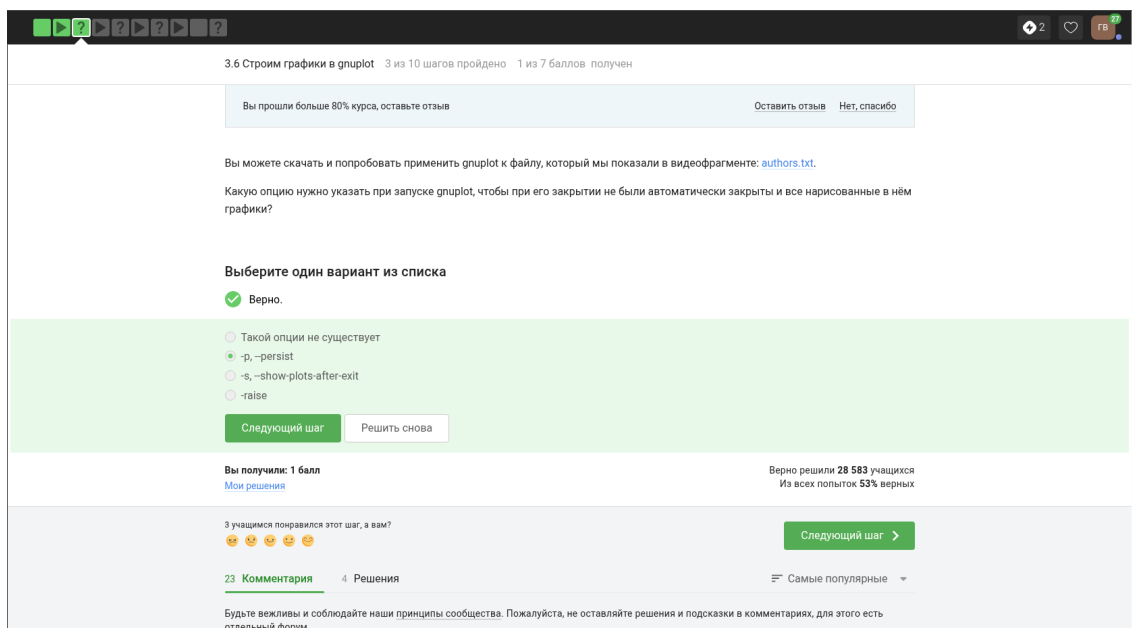 ? ? ? ?
2
ГВ
27
3.6 Строим графики в gnuplot 3 из 10 шагов пройдено 1 из 7 баллов получен
Вы прошли больше 80% курса, оставьте отзыв Оставить отзыв Нет, спасибо
Вы можете скачать и попробовать применить gnuplot к файлу, который мы показали в видеофрагменте: authors.txt.
Какую опцию нужно указать при запуске gnuplot, чтобы при его закрытии не были автоматически закрыты и все нарисованные в нём
графики?
Выберите один вариант из списка
Верно.
Такой опции не существует
-p, --persist
-s, --show-plots-after-exit
-raise
Следующий шаг Решить снова
Вы получили: 1 балл Верно решили 28 583 учащихся
Мои решения Из всех попыток 53% верных
3 учащимся понравился этот шаг, а вам?
Следующий шаг
23 Комментария 4 Решения Самые популярные
Будьте вежливы и соблюдайте наши принципы сообщества. Пожалуйста, не оставляйте решения и подсказки в комментариях, для этого есть
отдельный форум.